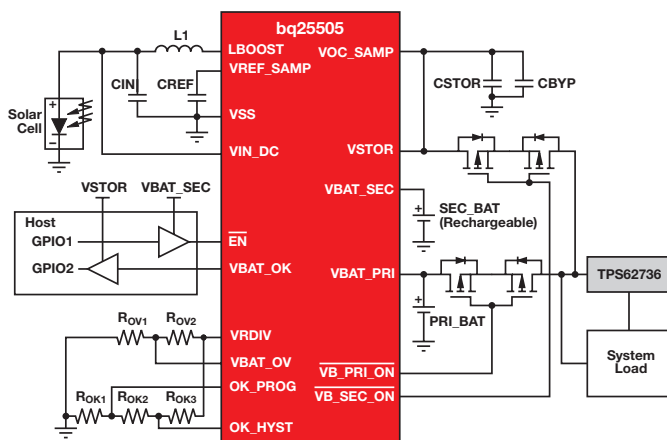 bq25505
L1
LBOOST
VOC_SAMP
VREF_SAMP
CIN
CREF
CSTOR
CBYP
+
Solar
Cell
−
VSS
VIN_DC
VSTOR
VSTOR
VBAT_SEC
VBAT_SEC
+
SEC_BAT
(Rechargeable)
Host
GPIO1
EN
GPIO2
VBAT_OK
VBAT_PRI
TPS62736
+
PRI_BAT
ROV1
ROV2
VRDIV
VBAT_OV
System
Load
VB_PRI_ON
OK_PROG
ROK1
ROK2
ROK3
VB_SEC_ON
OK_HYST